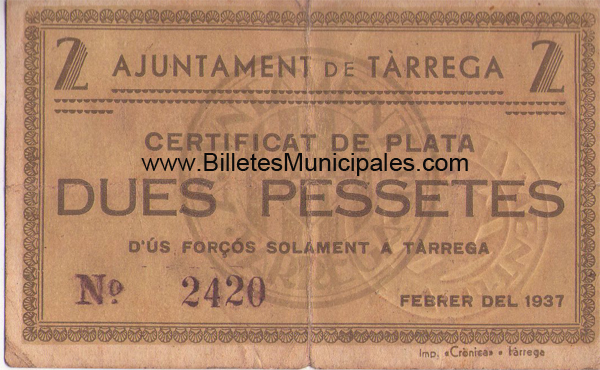 2 AJUNTAMENT DE TÀRREGA 2
CERTIFICAT DE PLATA
www.BilletesMunicipales.com
DUES PESSETES
D'ÚS FORÇÓS SOLAMENT A TÀRREGA
Nº 2420
FEBRER DEL 1937
Imp. «Crònica» • tàrrega